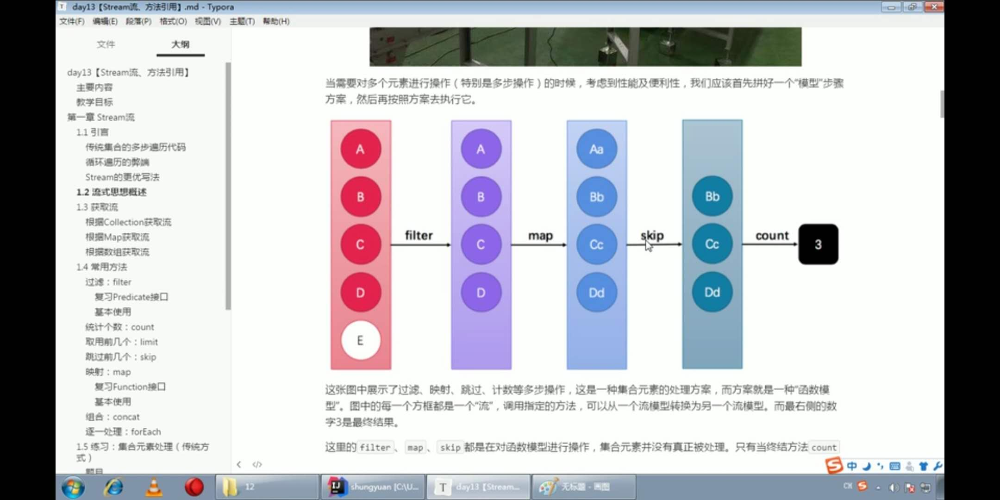 day13【Stream流、方法引用】.md - Typora
文件(F) 编辑(E) 段落(P) 格式(O) 视图(V) 主题(T) 帮助(H)
文件 大纲
day13【Stream流、方法引用】
主要内容
教学目标
第一章 Stream流
1.1 引言
传统集合的多步遍历代码
循环遍历的弊端
Stream的更优写法
1.2 流式思想概述
1.3 获取流
根据Collection获取流
根据Map获取流
根据数组获取流
1.4 常用方法
过滤：filter
复习Predicate接口
基本使用
统计个数：count
取用前几个：limit
跳过前几个：skip
映射：map
复习Function接口
基本使用
组合：concat
逐一处理：forEach
1.5 练习：集合元素处理（传统方
式）
题目
当需要对多个元素进行操作（特别是多步操作）的时候，考虑到性能及便利性，我们应该首先拼好一个“模型”步骤
方案，然后再按照方案去执行它。
A A Aa
B B Bb Bb
filter map skip count
C C Cc Cc 3
D D Dd Dd
E
这张图中展示了过滤、映射、跳过、计数等多步操作，这是一种集合元素的处理方案，而方案就是一种“函数模
型”。图中的每一个方框都是一个“流”，调用指定的方法，可以从一个流模型转换为另一个流模型。而最右侧的数
字3是最终结果。
这里的 filter 、 map 、 skip 都是在对函数模型进行操作，集合元素并没有真正被处理。只有当终结方法 count
< </>
S 中
12 IJ shungyuan [C:\U... T day13【Stream... 无标题 - 画图 CH S